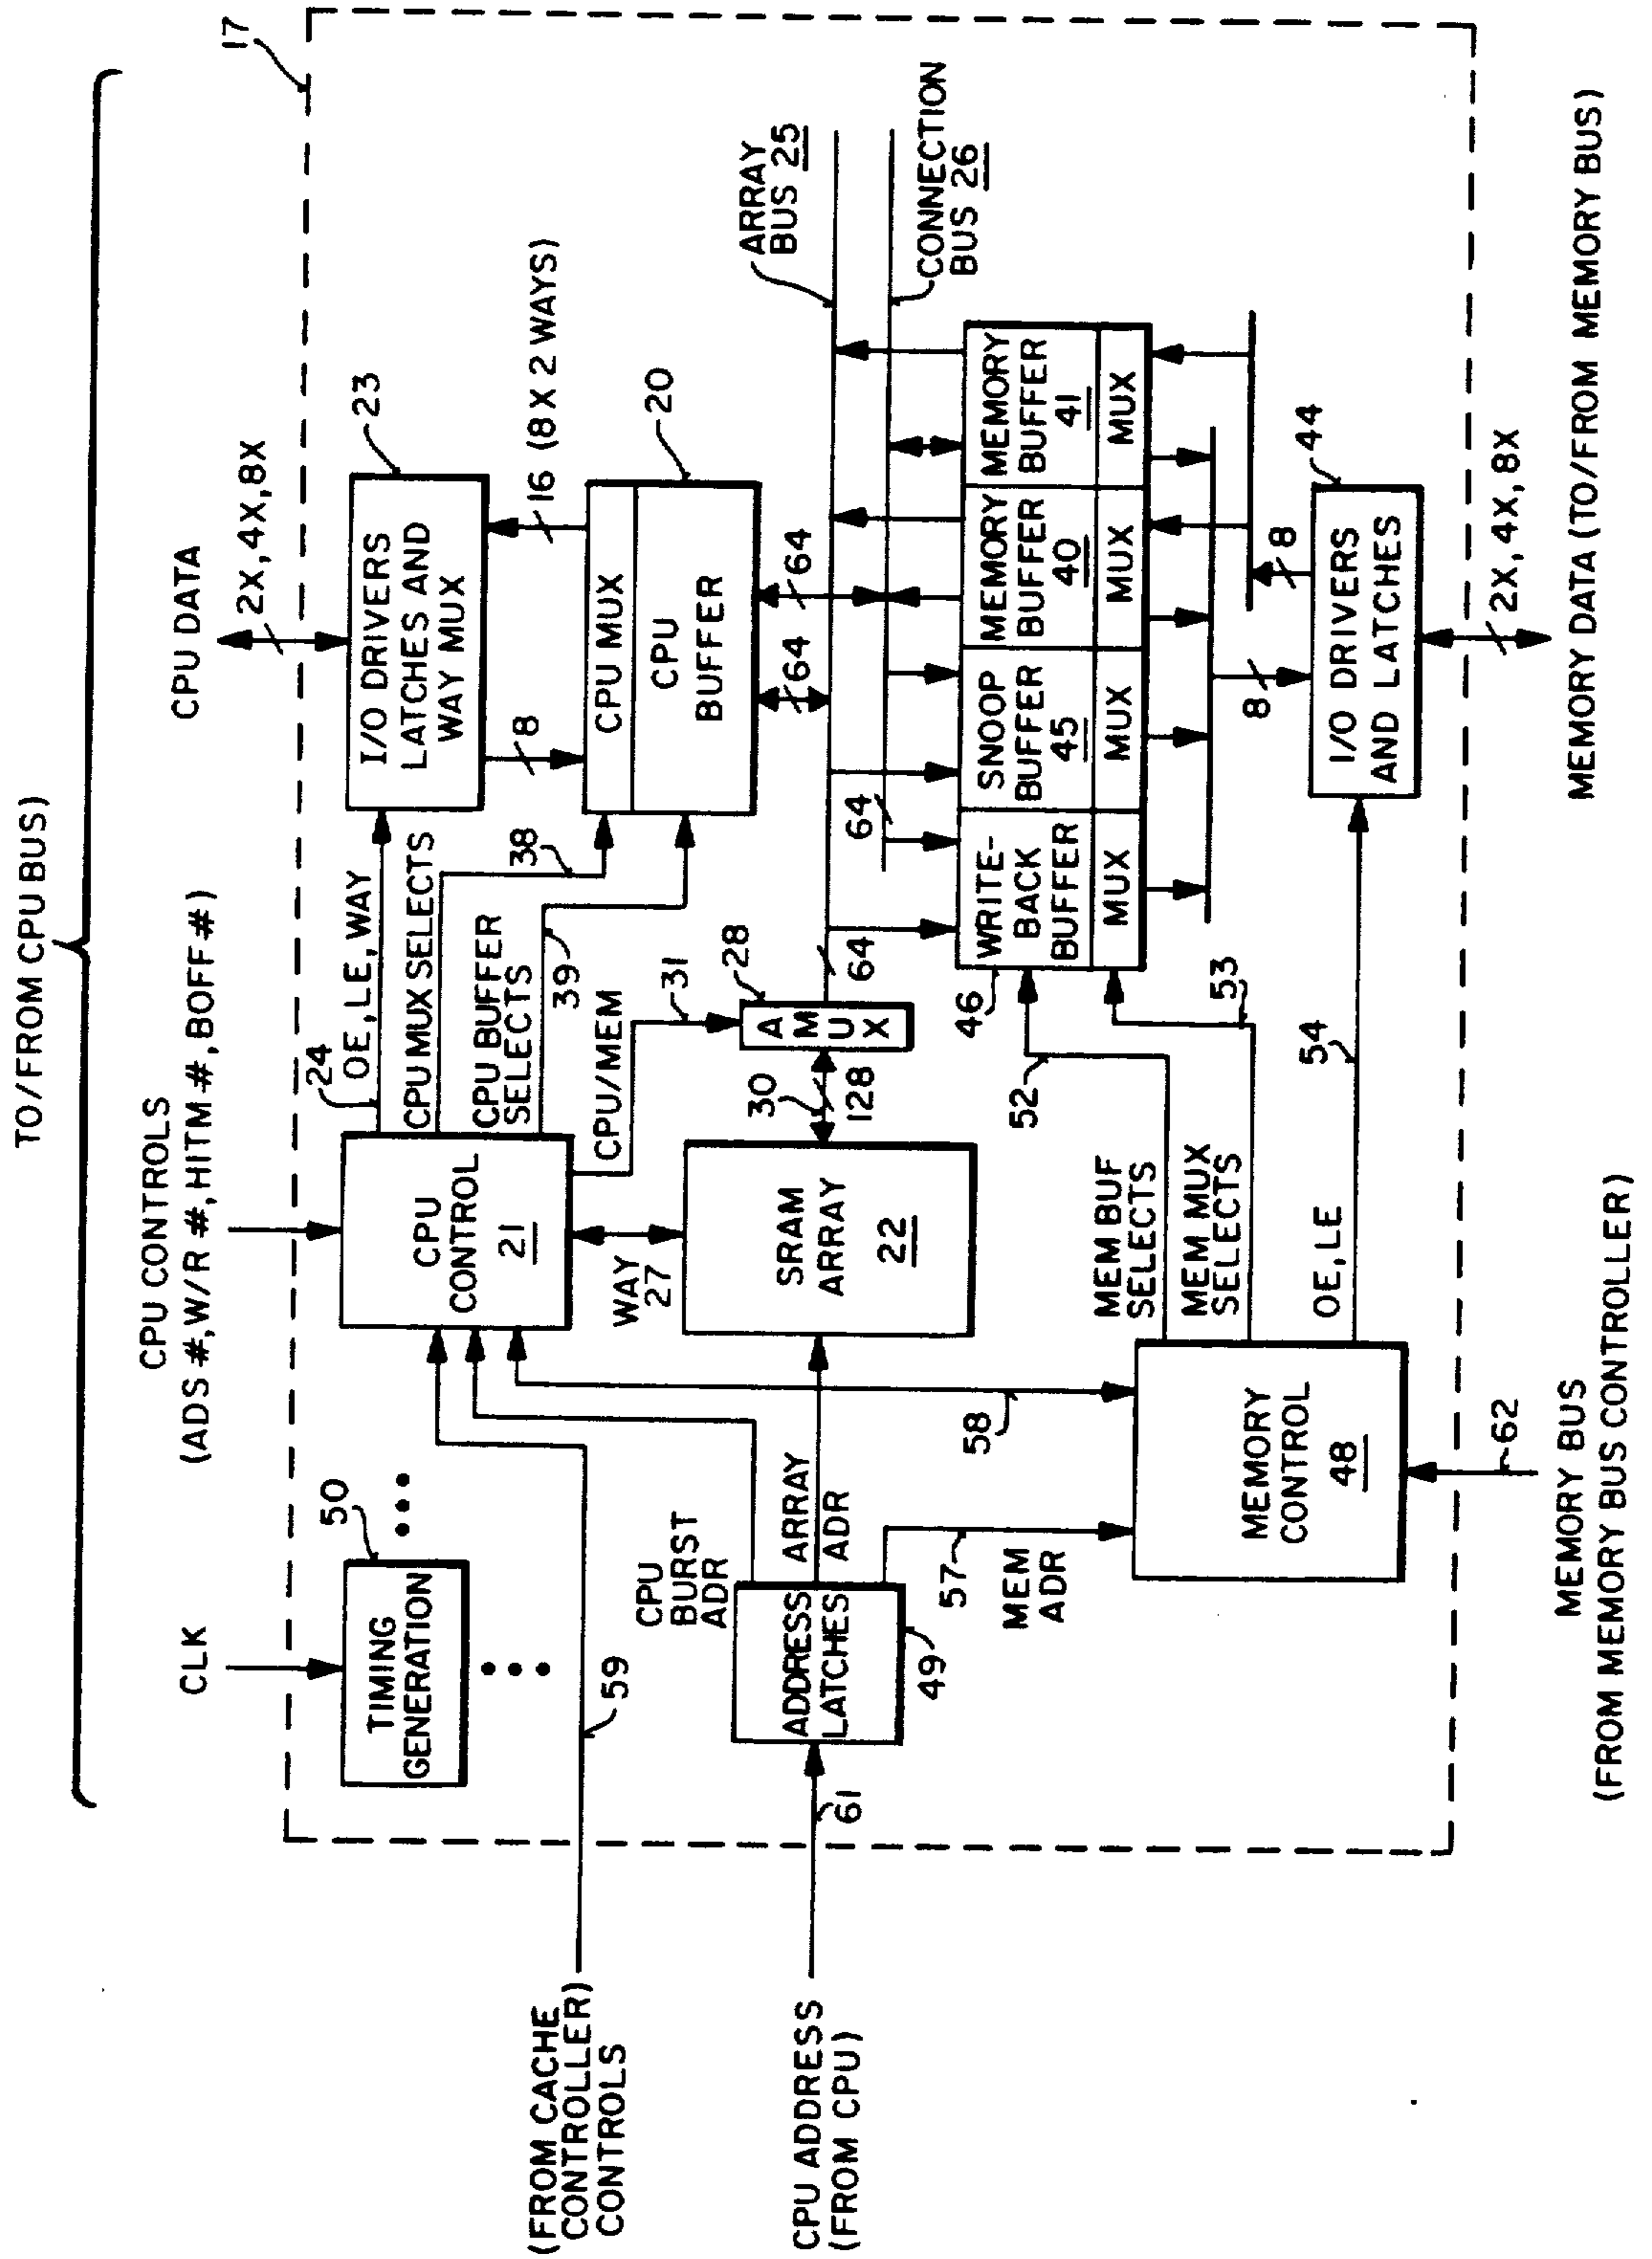 TO/FROM CPU BUS)
CPU CONTROLS
(ADS #, W/R #, HITM #, BOFF #)
CPU DATA
2X, 4X, 8X
CLK
17
50
TIMING
GENERATION
CPU
CONTROL
21
24
OE, LE, WAY
CPU MUX SELECTS
38
CPU BUFFER
SELECTS
39
CPU/MEM
31
I/O DRIVERS
LATCHES AND
WAY MUX
23
8
16 (8 X 2 WAYS)
CPU MUX
CPU
BUFFER
20
64
64
(FROM CACHE
CONTROLLER)
CONTROLS
59
WAY
27
CPU
BURST
ADR
CPU ADDRESS
(FROM CPU)
61
ADDRESS
LATCHES
49
ARRAY
ADR
SRAM
ARRAY
22
30
128
A
M
U
X
28
64
64
ARRAY
BUS 25
CONNECTION
BUS 26
57
MEM
ADR
58
WRITE-
BACK
BUFFER
46
SNOOP
BUFFER
45
MEMORY
BUFFER
40
MEMORY
BUFFER
41
MUX
MUX
MUX
MUX
MEM BUF
SELECTS
52
MEM MUX
SELECTS
53
MEMORY
CONTROL
48
OE, LE
54
8
8
I/O DRIVERS
AND LATCHES
44
62
2X, 4X, 8X
MEMORY BUS
(FROM MEMORY BUS CONTROLLER)
MEMORY DATA (TO/FROM MEMORY BUS)